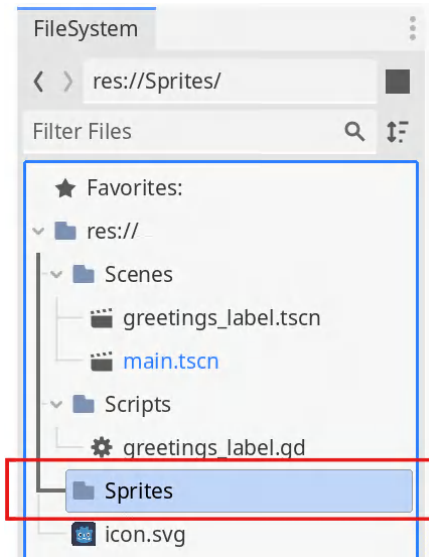 FileSystem
res://Sprites/
Filter Files
Favorites:
res://
Scenes
greetings_label.tscn
main.tscn
Scripts
greetings_label.gd
Sprites
icon.svg